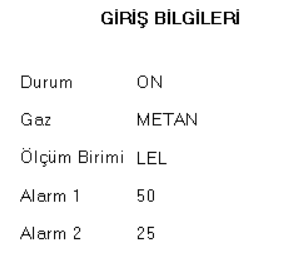 GİRİŞ BİLGİLERİ
Durum ON
Gaz METAN
Ölçüm Birimi LEL
Alarm 1 50
Alarm 2 25